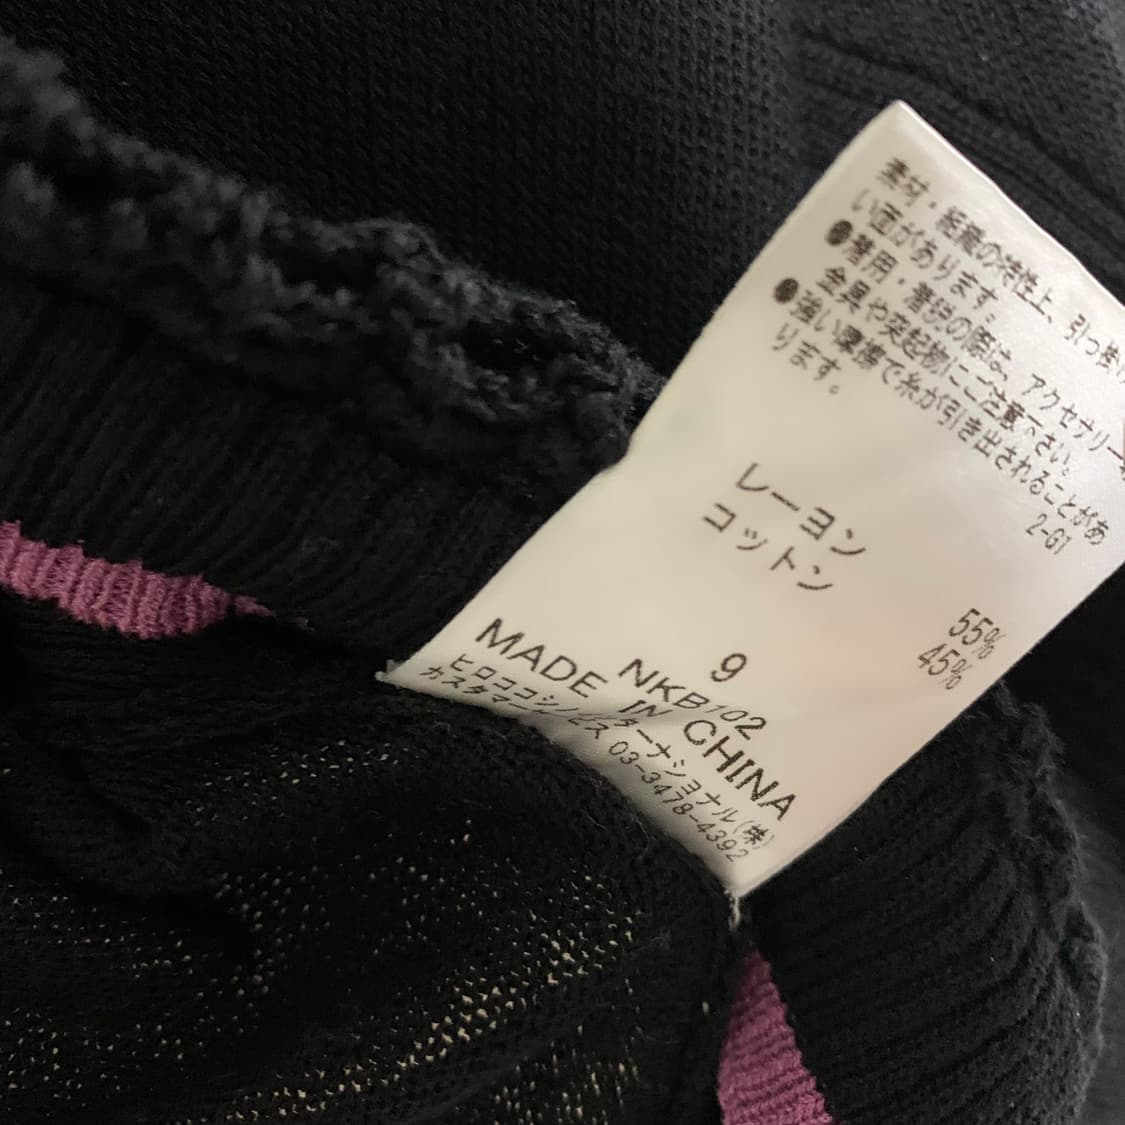 素材・組織の特性上、引っ掛け
い面があります。
●着用・着脱の際は、アクセサリー
金具や突起物にご注意下さい。
●強い摩擦で糸が引き出されることがあ
ります。
2-G1
レーヨン 55%
コットン 45%
9
NKB102
MADE IN CHINA
ヒロココシノインターナショナル(株)
カスタマー 03-3478-4392